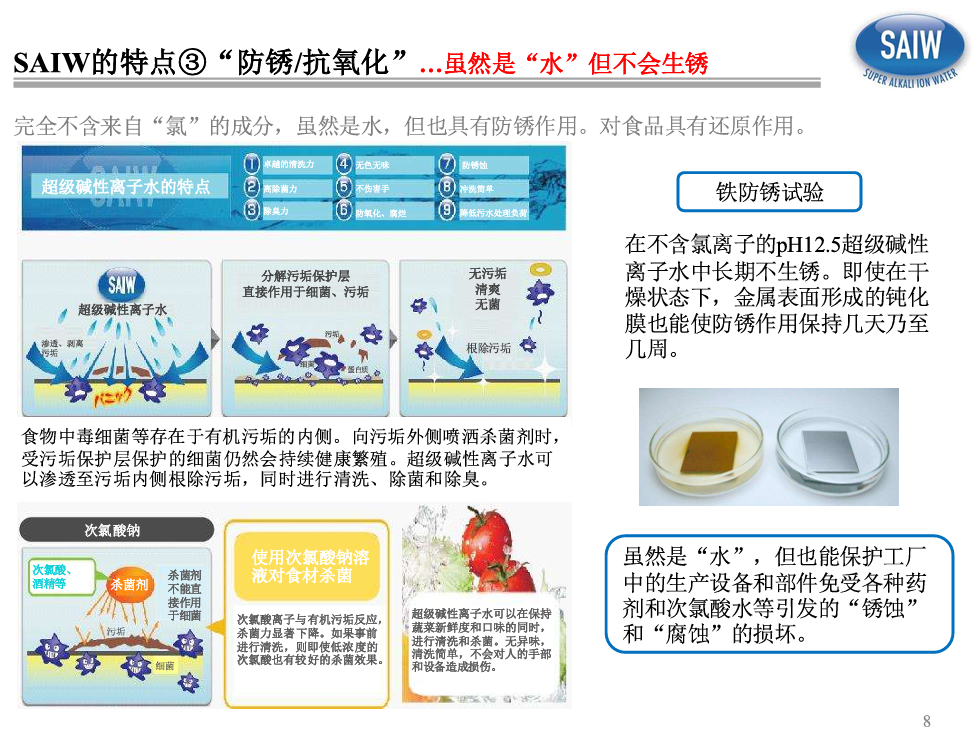 SAIW的特点③“防锈/抗氧化”…虽然是“水”但不会生锈
SAIW
SUPER ALKALI ION WATER
完全不含来自“氯”的成分，虽然是水，但也具有防锈作用。对食品具有还原作用。
超级碱性离子水的特点
① 卓越的清洗力
② 高除菌力
③ 除臭力
④ 无色无味
⑤ 不伤害手
⑥ 防氧化、腐烂
⑦ 防锈蚀
⑧ 冲洗简单
⑨ 降低污水处理负荷
SAIW
超级碱性离子水
渗透、剥离
污垢
パニック
分解污垢保护层
直接作用于细菌、污垢
污垢
细菌
蛋白质
无污垢
清爽
无菌
根除污垢
食物中毒细菌等存在于有机污垢的内侧。向污垢外侧喷洒杀菌剂时，
受污垢保护层保护的细菌仍然会持续健康繁殖。超级碱性离子水可
以渗透至污垢内侧根除污垢，同时进行清洗、除菌和除臭。
次氯酸钠
次氯酸、
酒精等
杀菌剂
杀菌剂
不能直
接作用
于细菌
污垢
细菌
使用次氯酸钠溶
液对食材杀菌
次氯酸离子与有机污垢反应，
杀菌力显著下降。如果事前
进行清洗，则即使低浓度的
次氯酸也有较好的杀菌效果。
超级碱性离子水可以在保持
蔬菜新鲜度和口味的同时，
进行清洗和杀菌。无异味，
清洗简单，不会对人的手部
和设备造成损伤。
铁防锈试验
在不含氯离子的pH12.5超级碱性
离子水中长期不生锈。即使在干
燥状态下，金属表面形成的钝化
膜也能使防锈作用保持几天乃至
几周。
虽然是“水”，但也能保护工厂
中的生产设备和部件免受各种药
剂和次氯酸水等引发的“锈蚀”
和“腐蚀”的损坏。
8